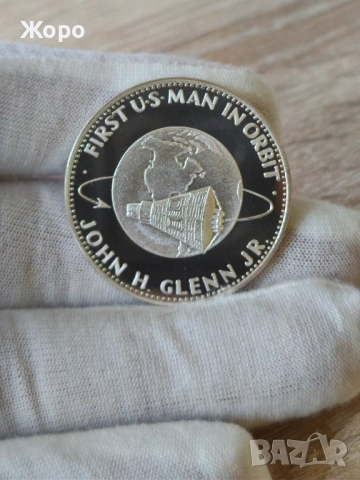 Жоро
· FIRST U·S·MAN IN ORBIT ·
JOHN H GLENN JR
BAZAR